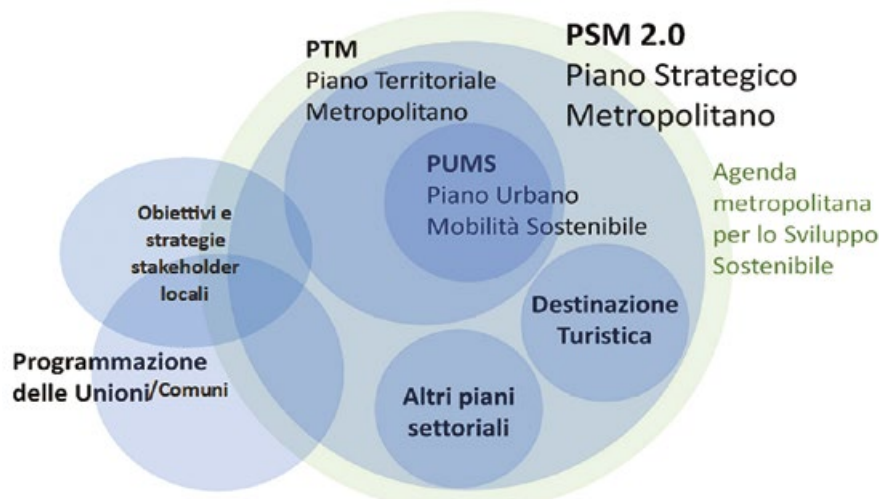 PTM
Piano Territoriale
Metropolitano
PSM 2.0
Piano Strategico
Metropolitano
PUMS
Piano Urbano
Mobilità Sostenibile
Agenda
metropolitana
per lo Sviluppo
Sostenibile
Obiettivi e
strategie
stakeholder
locali
Destinazione
Turistica
Programmazione
delle Unioni/Comuni
Altri piani
settoriali